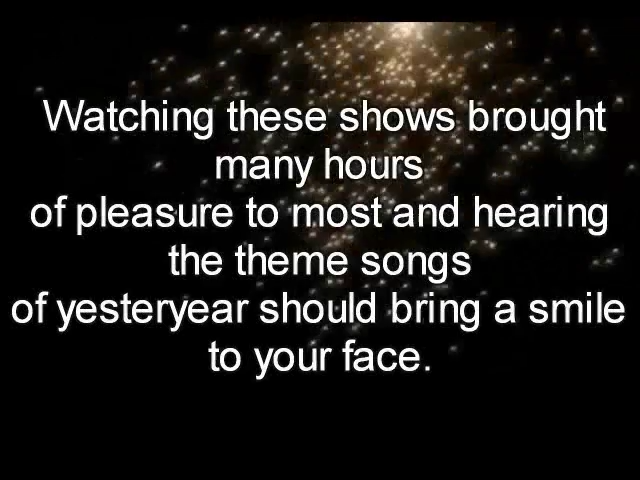 Watching these shows brought
many hours
of pleasure to most and hearing
the theme songs
of yesteryear should bring a smile
to your face.